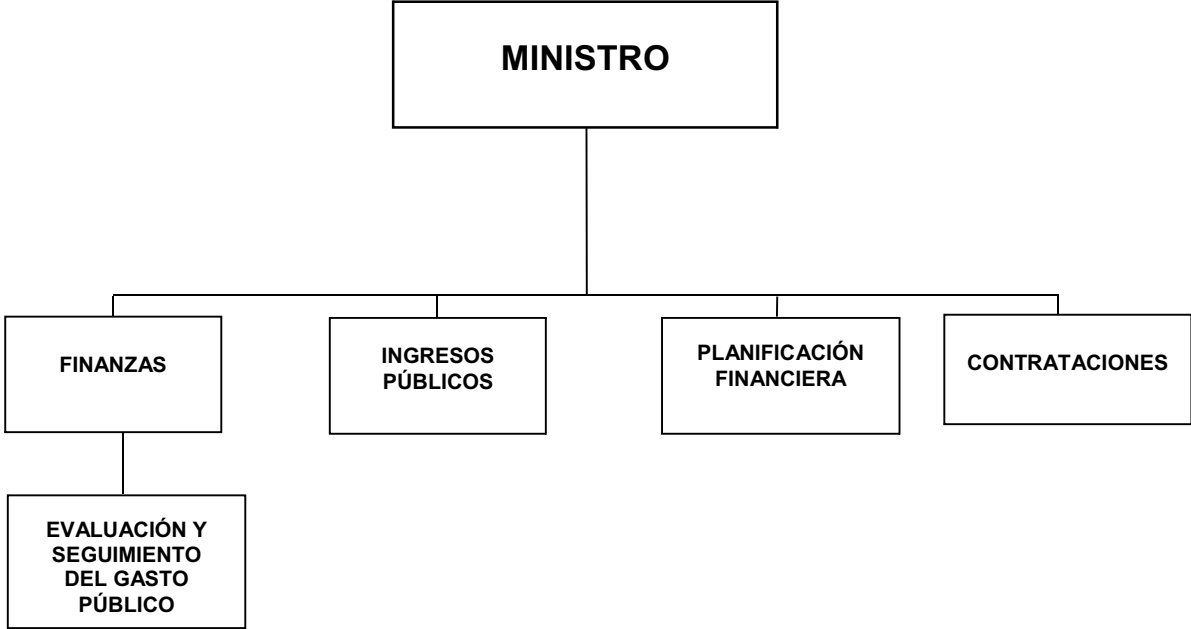 MINISTRO
FINANZAS
INGRESOS
PÚBLICOS
PLANIFICACIÓN
FINANCIERA
CONTRATACIONES
EVALUACIÓN Y
SEGUIMIENTO
DEL GASTO
PÚBLICO